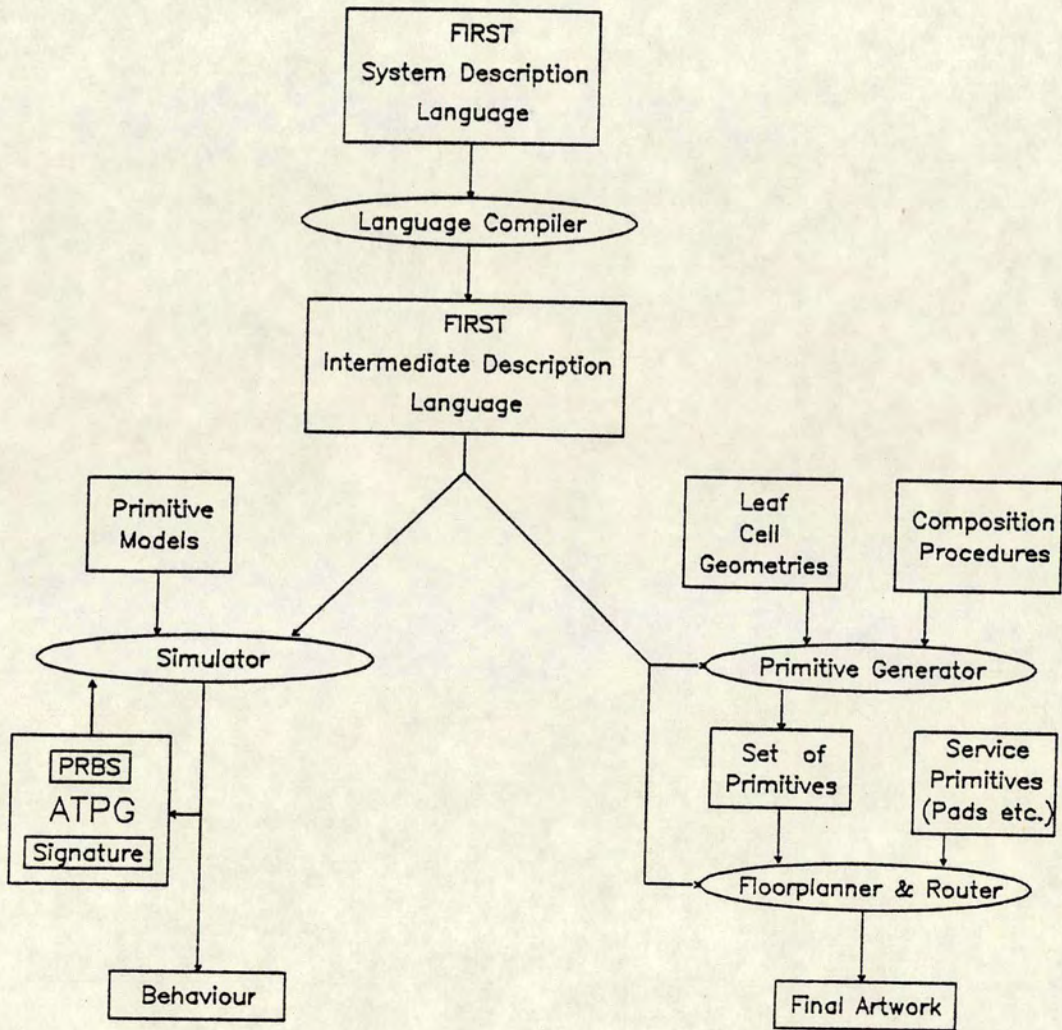 FIRST
System Description
Language
Language Compiler
FIRST
Intermediate Description
Language
Primitive
Models
Leaf
Cell
Geometries
Composition
Procedures
Simulator
Primitive Generator
PRBS
ATPG
Signature
Set of
Primitives
Service
Primitives
(Pads etc.)
Floorplanner & Router
Behaviour
Final Artwork